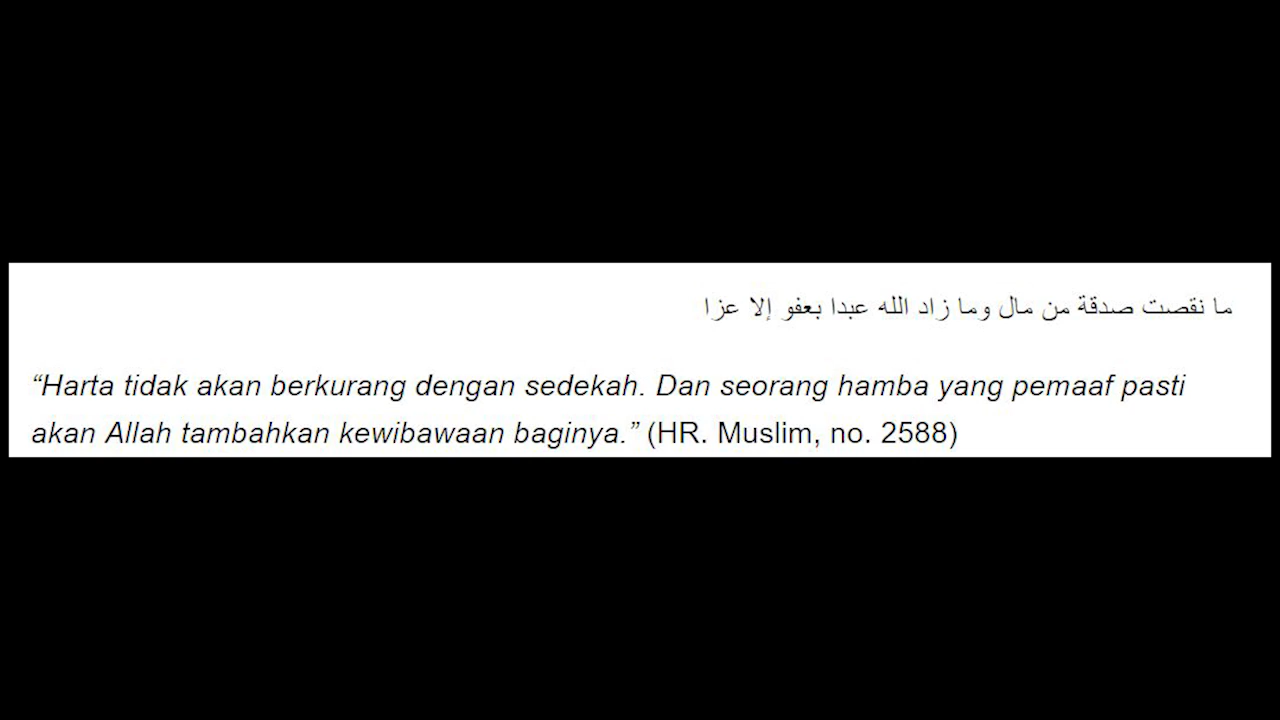 ما نقصت صدقة من مال وما زاد الله عبدا بعفو إلا عزا
“Harta tidak akan berkurang dengan sedekah. Dan seorang hamba yang pemaaf pasti
akan Allah tambahkan kewibawaan baginya.” (HR. Muslim, no. 2588)